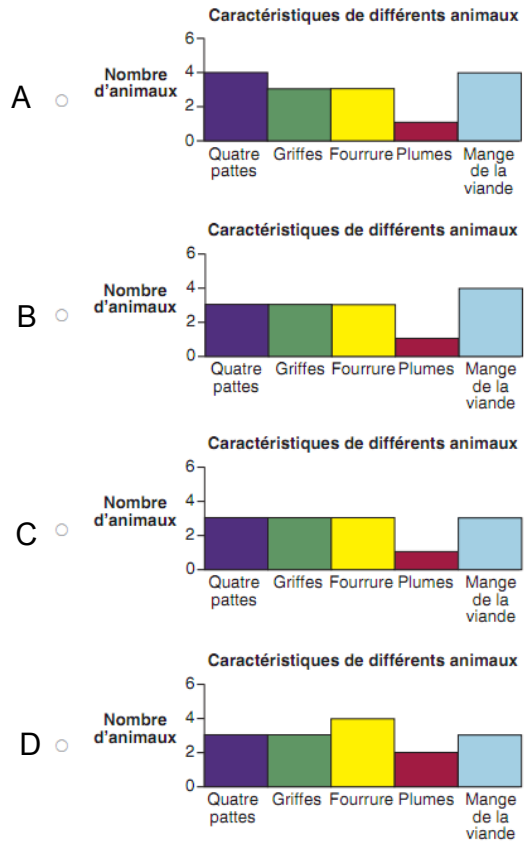 Caractéristiques de différents animaux
A
Nombre
d'animaux
6
4
2
0
Quatre
pattes
Griffes
Fourrure
Plumes
Mange
de la
viande
Caractéristiques de différents animaux
B
Nombre
d'animaux
6
4
2
0
Quatre
pattes
Griffes
Fourrure
Plumes
Mange
de la
viande
Caractéristiques de différents animaux
C
Nombre
d'animaux
6
4
2
0
Quatre
pattes
Griffes
Fourrure
Plumes
Mange
de la
viande
Caractéristiques de différents animaux
D
Nombre
d'animaux
6
4
2
0
Quatre
pattes
Griffes
Fourrure
Plumes
Mange
de la
viande